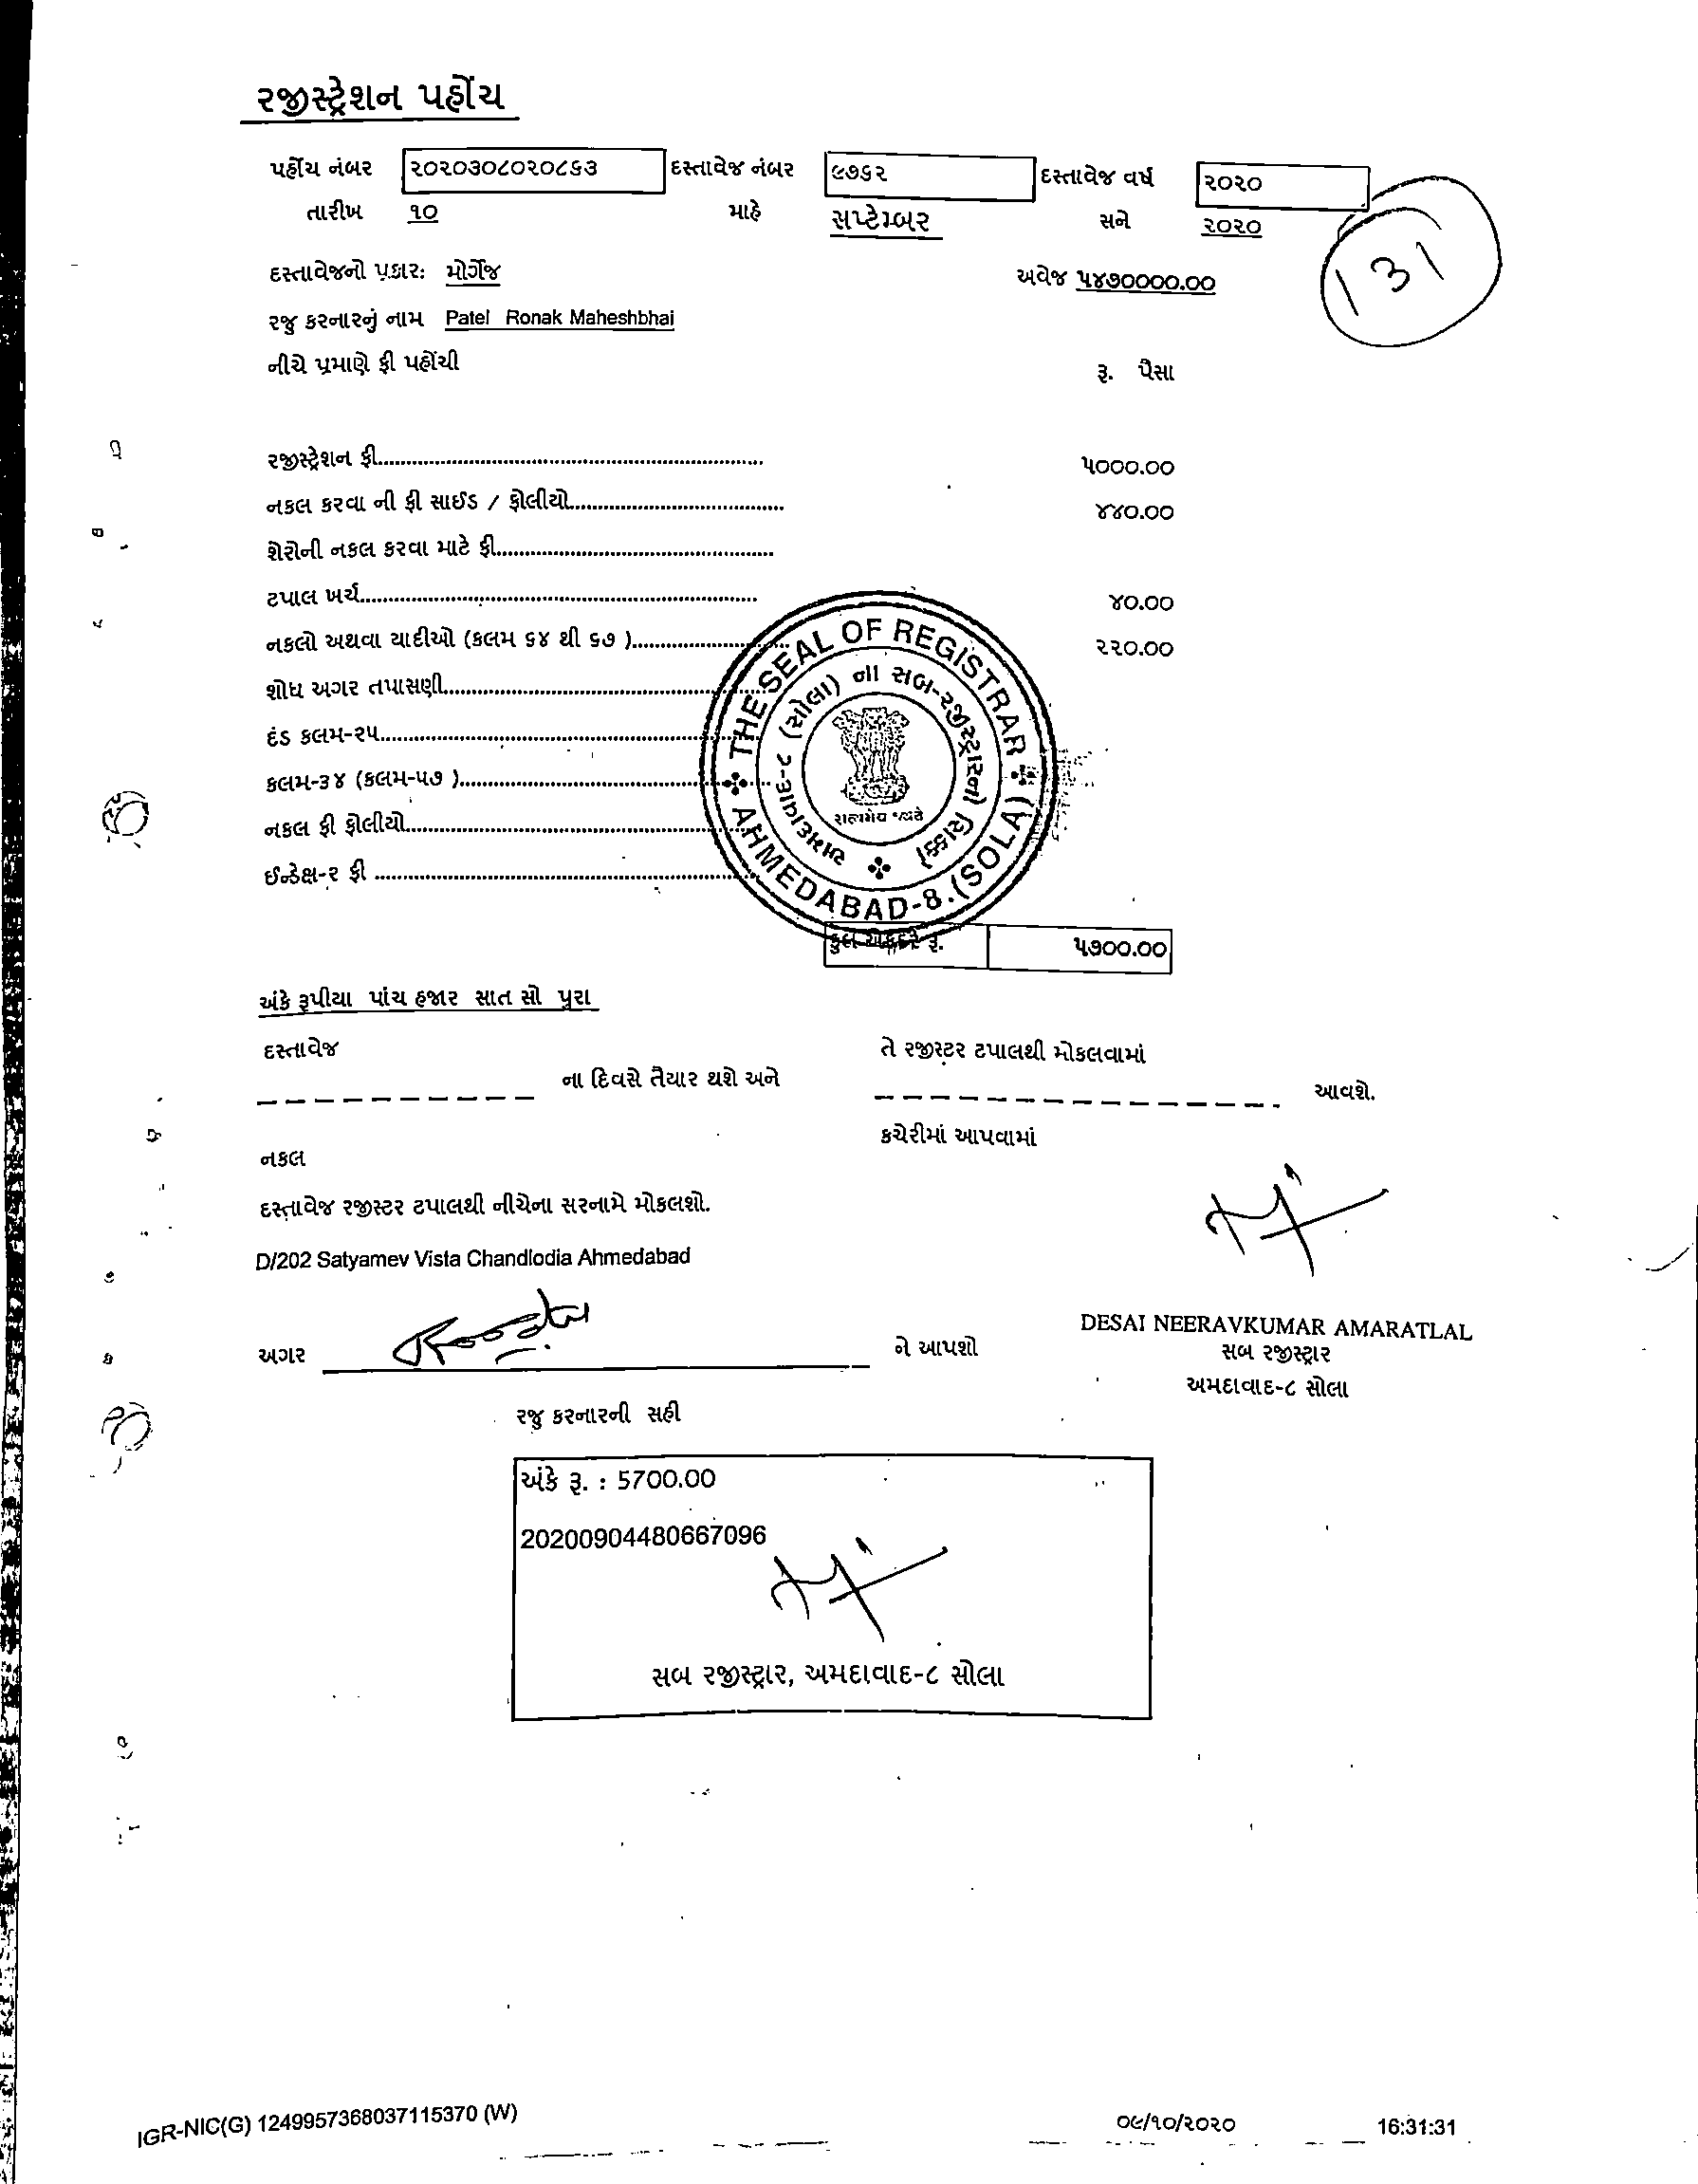 રજીસ્ટ્રેશન પહોંચ
પહોંચ નંબર ૨૦૨૦૩૦૮૦૨૦૮૬૩ દસ્તાવેજ નંબર ૯૭૬૨ દસ્તાવેજ વર્ષ ૨૦૨૦
તારીખ ૧૦ માહે સપ્ટેમ્બર સને ૨૦૨૦
131
દસ્તાવેજનો પ્રકાર: મોર્ગેજ અવેજ ૫૪૭૦૦૦૦.૦૦
રજુ કરનારનું નામ Patel Ronak Maheshbhai
નીચે પ્રમાણે ફી પહોંચી રૂ. પૈસા
રજીસ્ટ્રેશન ફી ૫૦૦૦.૦૦
નકલ કરવા ની ફી સાઈડ / ફોલીયો ૪૪૦.૦૦
શેરોની નકલ કરવા માટે ફી
ટપાલ ખર્ચ ૪૦.૦૦
નકલો અથવા યાદીઓ (કલમ ૬૪ થી ૬૭ ) ૨૨૦.૦૦
શોધ અગર તપાસણી
દંડ કલમ-૨૫
કલમ-૩૪ (કલમ-૫૭ )
નકલ ફી ફોલીયો
ઈન્ડેક્ષ-૨ ફી
THE SEAL OF REGISTRAR
AHMEDABAD-8.(SOLA)
અમદાવાદ-૮ (સોલા) ના સબ-રજીસ્ટ્રારનો સિક્કો
સત્યમેવ જયતે
કુલ એકંદરે રૂ. ૫૭૦૦.૦૦
અંકે રૂપીયા પાંચ હજાર સાત સો પુરા
દસ્તાવેજ તે રજીસ્ટર ટપાલથી મોકલવામાં
ના દિવસે તૈયાર થશે અને આવશે.
કચેરીમાં આપવામાં
નકલ
દસ્તાવેજ રજીસ્ટર ટપાલથી નીચેના સરનામે મોકલશો.
D/202 Satyamev Vista Chandlodia Ahmedabad
DESAI NEERAVKUMAR AMARATLAL
અગર ને આપશો સબ રજીસ્ટ્રાર
અમદાવાદ-૮ સોલા
રજુ કરનારની સહી
અંકે રૂ. : 5700.00
20200904480667096
સબ રજીસ્ટ્રાર, અમદાવાદ-૮ સોલા
IGR-NIC(G) 1249957368037115370 (W) ૦૯/૧૦/૨૦૨૦ 16:31:31